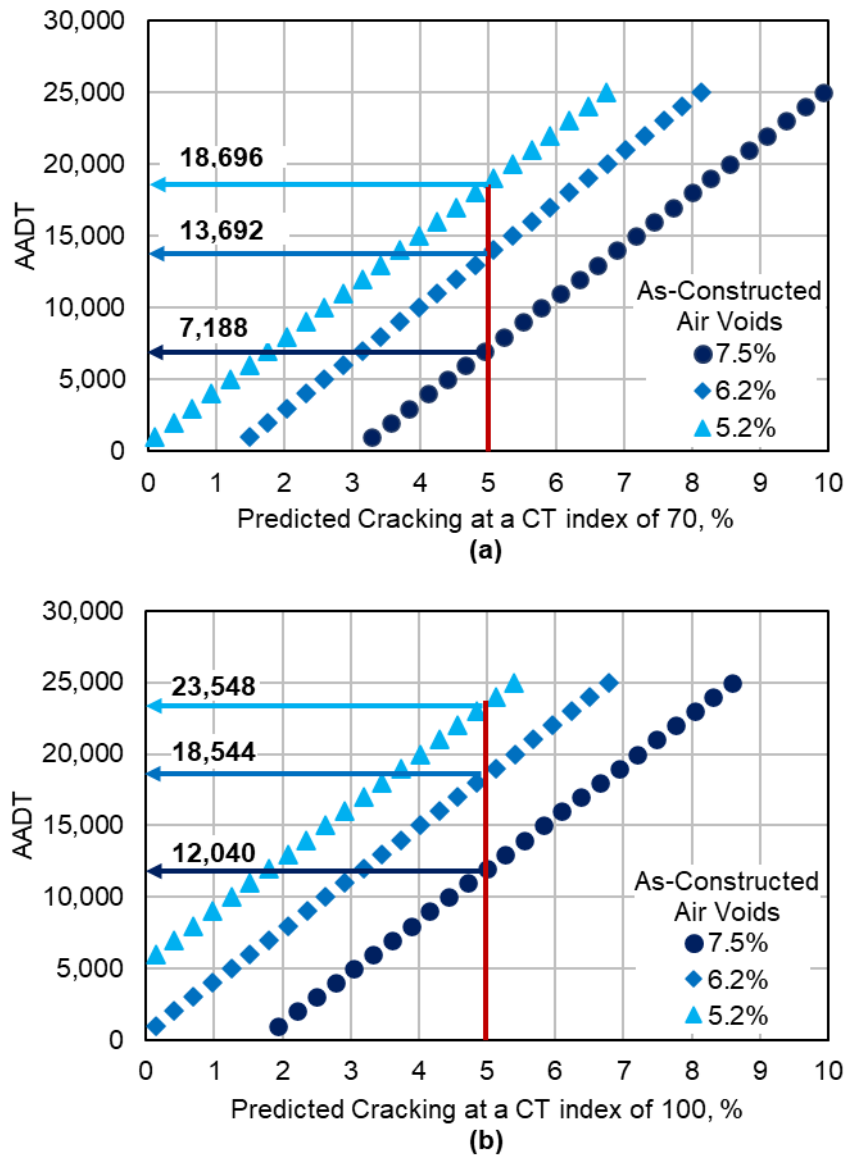 30,000
25,000
20,000
15,000
10,000
5,000
0
AADT
18,696
13,692
7,188
As-Constructed
Air Voids
7.5%
6.2%
5.2%
0 1 2 3 4 5 6 7 8 9 10
Predicted Cracking at a CT index of 70, %
(a)
30,000
25,000
20,000
15,000
10,000
5,000
0
AADT
23,548
18,544
12,040
As-Constructed
Air Voids
7.5%
6.2%
5.2%
0 1 2 3 4 5 6 7 8 9 10
Predicted Cracking at a CT index of 100, %
(b)